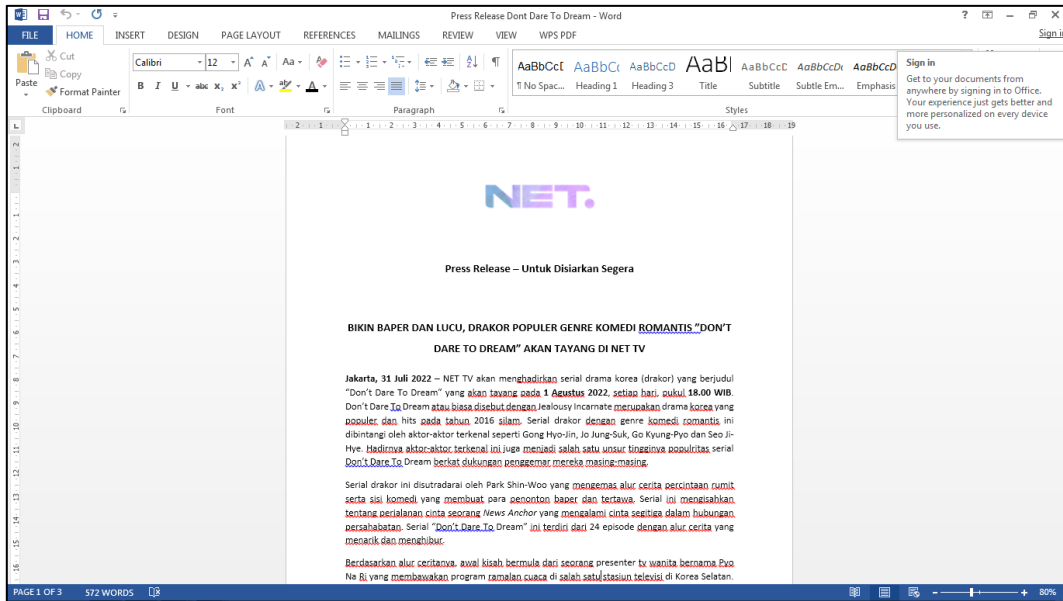 Press Release Dont Dare To Dream - Word
FILE HOME INSERT DESIGN PAGE LAYOUT REFERENCES MAILINGS REVIEW VIEW WPS PDF Sign in
Cut
Copy
Format Painter
Paste
Calibri 12
AaBbCcD AaBbCc AaBbCcD AaBl AaBbCcD AaBbCcDc AaBbCcD
¶ No Spac... Heading 1 Heading 3 Title Subtitle Subtle Em... Emphasis
Clipboard Font Paragraph Styles
Sign in
Get to your documents from
anywhere by signing in to Office.
Your experience just gets better and
more personalized on every device
you use.
NET.
Press Release – Untuk Disiarkan Segera
BIKIN BAPER DAN LUCU, DRAKOR POPULER GENRE KOMEDI ROMANTIS "DON'T
DARE TO DREAM" AKAN TAYANG DI NET TV
Jakarta, 31 Juli 2022 – NET TV akan menghadirkan serial drama korea (drakor) yang berjudul
"Don't Dare To Dream" yang akan tayang pada 1 Agustus 2022, setiap hari, pukul 18.00 WIB.
Don't Dare To Dream atau biasa disebut dengan Jealousy Incarnate merupakan drama korea yang
populer dan hits pada tahun 2016 silam. Serial drakor dengan genre komedi romantis ini
dibintangi oleh aktor-aktor terkenal seperti Gong Hyo-Jin, Jo Jung-Suk, Go Kyung-Pyo dan Seo Ji-
Hye. Hadirnya aktor-aktor terkenal ini juga menjadi salah satu unsur tingginya populritas serial
Don't Dare To Dream berkat dukungan penggemar mereka masing-masing.
Serial drakor ini disutradarai oleh Park Shin-Woo yang mengemas alur cerita percintaan rumit
serta sisi komedi yang membuat para penonton baper dan tertawa. Serial ini mengisahkan
tentang perjalanan cinta seorang News Anchor yang mengalami cinta segitiga dalam hubungan
persahabatan. Serial "Don't Dare To Dream" ini terdiri dari 24 episode dengan alur cerita yang
menarik dan menghibur.
Berdasarkan alur ceritanya, awal kisah bermula dari seorang presenter tv wanita bernama Pyo
Na Ri yang membawakan program ramalan cuaca di salah satu stasiun televisi di Korea Selatan.
PAGE 1 OF 3 572 WORDS 80%